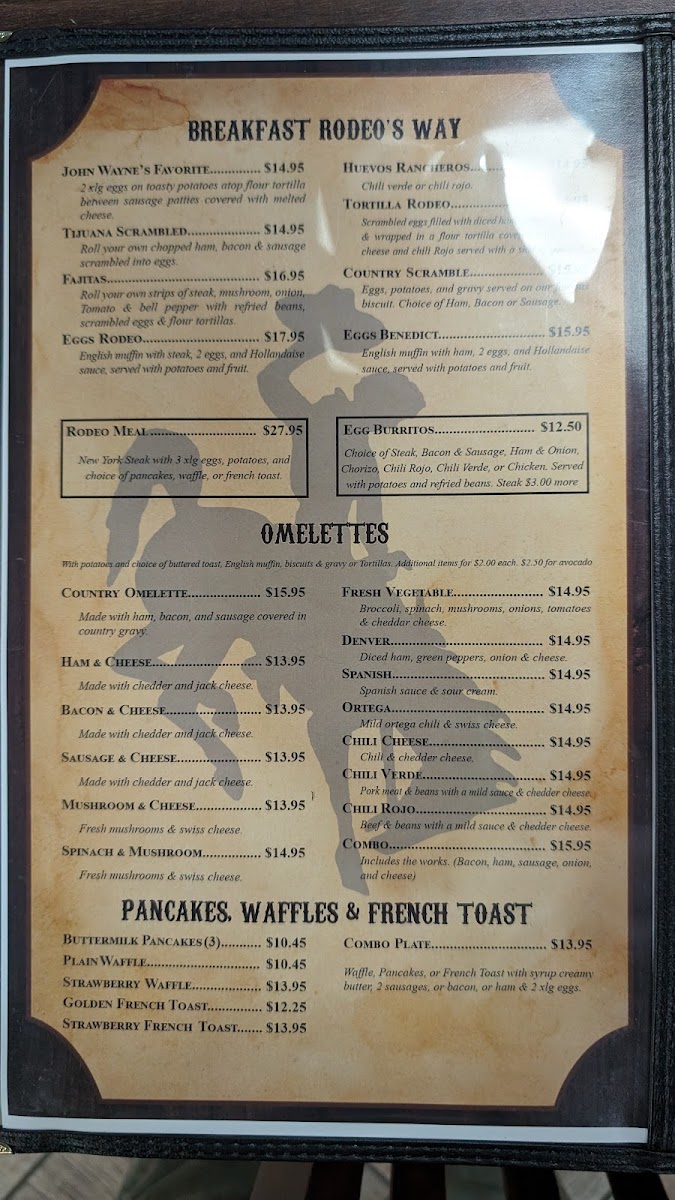 BREAKFAST RODEO'S WAY
JOHN WAYNE'S FAVORITE.............. $14.95
2 xlg eggs on toasty potatoes atop flour tortilla
between sausage patties covered with melted
cheese.
TIJUANA SCRAMBLED.................. $14.95
Roll your own chopped ham, bacon & sausage
scrambled into eggs.
FAJITAS....................................... $16.95
Roll your own strips of steak, mushroom, onion,
Tomato & bell pepper with refried beans,
scrambled eggs & flour tortillas.
EGGS RODEO............................... $17.95
English muffin with steak, 2 eggs, and Hollandaise
sauce, served with potatoes and fruit.
HUEVOS RANCHEROS....
Chili verde or chili rojo.
TORTILLA RODEO........
Scrambled eggs filled with diced
& wrapped in a flour tortilla
cheese and chili Rojo served with a
COUNTRY SCRAMBLE...................
Eggs, potatoes, and gravy served on our
biscuit. Choice of Ham, Bacon or Sausage.
EGGS BENEDICT............................ $15.95
English muffin with ham, 2 eggs, and Hollandaise
sauce, served with potatoes and fruit.
RODEO MEAL............................ $27.95
New York Steak with 3 xlg eggs, potatoes, and
choice of pancakes, waffle, or french toast.
EGG BURRITOS.......................... $12.50
Choice of Steak, Bacon & Sausage, Ham & Onion,
Chorizo, Chili Rojo, Chili Verde, or Chicken. Served
with potatoes and refried beans. Steak $3.00 more
OMELETTES
With potatoes and choice of buttered toast, English muffin, biscuits & gravy or Tortillas. Additional items for $2.00 each. $2.50 for avocado
COUNTRY OMELETTE.................... $15.95
Made with ham, bacon, and sausage covered in
country gravy.
HAM & CHEESE.............................. $13.95
Made with chedder and jack cheese.
BACON & CHEESE.......................... $13.95
Made with chedder and jack cheese.
SAUSAGE & CHEESE....................... $13.95
Made with chedder and jack cheese.
MUSHROOM & CHEESE................. $13.95
Fresh mushrooms & swiss cheese.
SPINACH & MUSHROOM............... $14.95
Fresh mushrooms & swiss cheese.
FRESH VEGETABLE........................ $14.95
Broccoli, spinach, mushrooms, onions, tomatoes
& cheddar cheese.
DENVER......................................... $14.95
Diced ham, green peppers, onion & cheese.
SPANISH......................................... $14.95
Spanish sauce & sour cream.
ORTEGA......................................... $14.95
Mild ortega chili & swiss cheese.
CHILI CHEESE............................... $14.95
Chili & chedder cheese.
CHILI VERDE................................. $14.95
Pork meat & beans with a mild sauce & chedder cheese.
CHILI ROJO................................... $14.95
Beef & beans with a mild sauce & chedder cheese.
COMBO.......................................... $15.95
Includes the works. (Bacon, ham, sausage, onion,
and cheese)
PANCAKES, WAFFLES & FRENCH TOAST
BUTTERMILK PANCAKES (3)........... $10.45
PLAIN WAFFLE............................... $10.45
STRAWBERRY WAFFLE................... $13.95
GOLDEN FRENCH TOAST............... $12.25
STRAWBERRY FRENCH TOAST....... $13.95
COMBO PLATE............................... $13.95
Waffle, Pancakes, or French Toast with syrup creamy
butter, 2 sausages, or bacon, or ham & 2 xlg eggs.